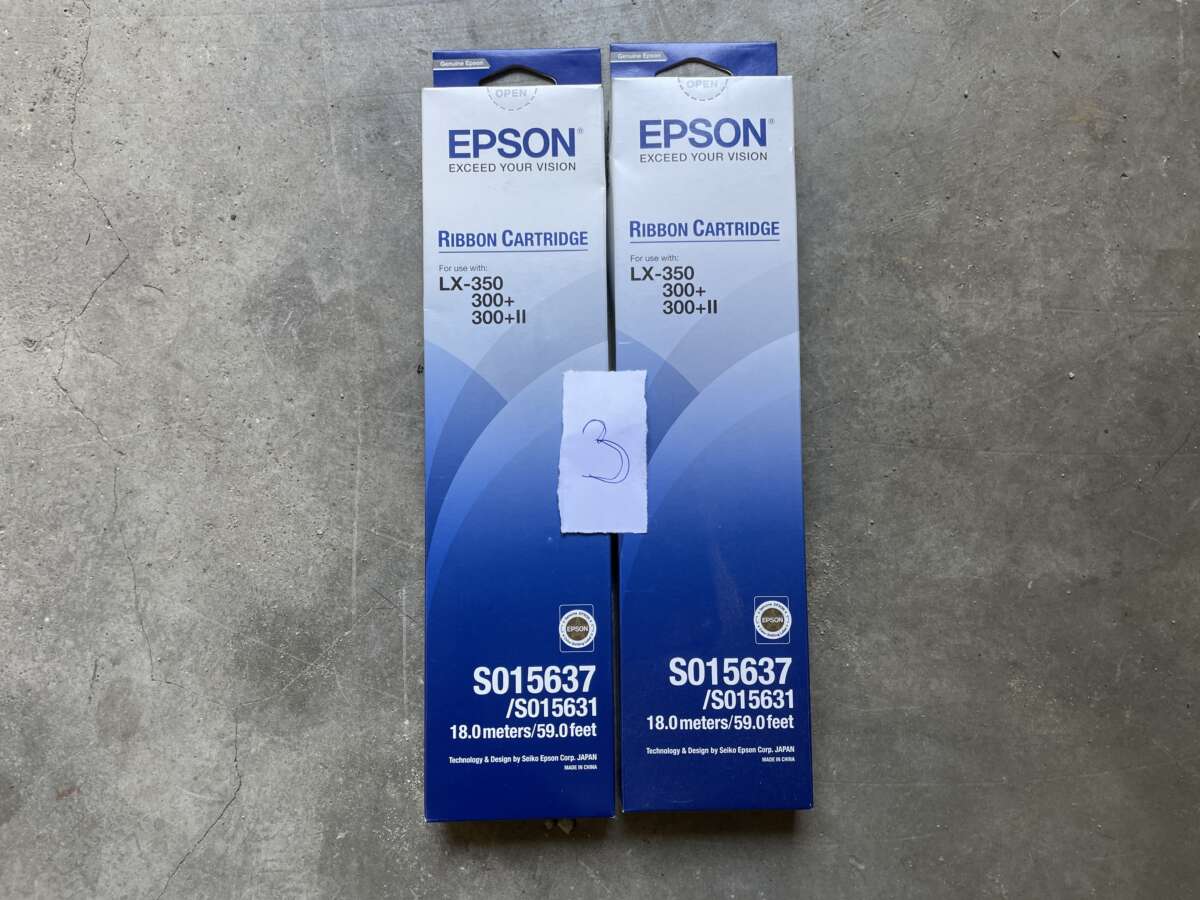 Genuine Epson
OPEN
EPSON®
EXCEED YOUR VISION
RIBBON CARTRIDGE
For use with:
LX-350
300+
300+II
EPSON
S015637
/S015631
18.0 meters/59.0 feet
Technology & Design by Seiko Epson Corp. JAPAN
MADE IN CHINA
3
Genuine Epson
OPEN
EPSON®
EXCEED YOUR VISION
RIBBON CARTRIDGE
For use with:
LX-350
300+
300+II
EPSON
S015637
/S015631
18.0 meters/59.0 feet
Technology & Design by Seiko Epson Corp. JAPAN
MADE IN CHINA